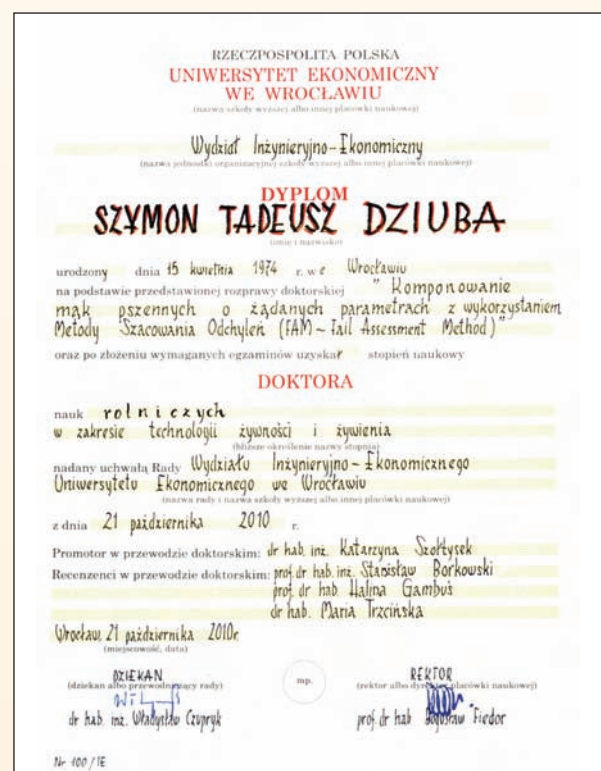 RZECZPOSPOLITA POLSKA
UNIWERSYTET EKONOMICZNY
WE WROCŁAWIU
(nazwa szkoły wyższej albo innej placówki naukowej)
Wydział Inżynieryjno-Ekonomiczny
(nazwa jednostki organizacyjnej szkoły wyższej albo innej placówki naukowej)
DYPLOM
SZYMON TADEUSZ DZIUBA
(imię i nazwisko)
urodzony dnia 15 kwietnia 1974 r. w e Wrocławiu
na podstawie przedstawionej rozprawy doktorskiej "Komponowanie
mąk pszennych o żądanych parametrach z wykorzystaniem
Metody Szacowania Odchyleń (FAM - Fail Assessment Method)"
oraz po złożeniu wymaganych egzaminów uzyskał stopień naukowy
DOKTORA
nauk rolniczych
w zakresie technologii żywności i żywienia
(bliższe określenie nazwy stopnia)
nadany uchwałą Rady Wydziału Inżynieryjno-Ekonomicznego
Uniwersytetu Ekonomicznego we Wrocławiu
(nazwa rady i nazwa szkoły wyższej albo innej placówki naukowej)
z dnia 21 października 2010 r.
Promotor w przewodzie doktorskim: dr hab. inż. Katarzyna Szołtysek
Recenzenci w przewodzie doktorskim: prof. dr hab. inż. Stanisław Borkowski
prof. dr hab. Halina Gambuś
dr hab. Maria Trzcińska
Wrocław, 21 października 2010r.
(miejscowość, data)
DZIEKAN
(dziekan albo przewodniczący rady)
dr hab. inż. Władysław Czupryk
mp.
REKTOR
(rektor albo dyrektor placówki naukowej)
prof. dr hab Bogusław Fiedor
Nr 100/IE